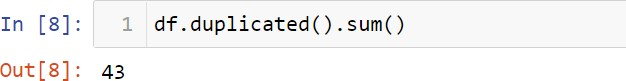 In [8]: 1 df.duplicated().sum()
Out[8]: 43